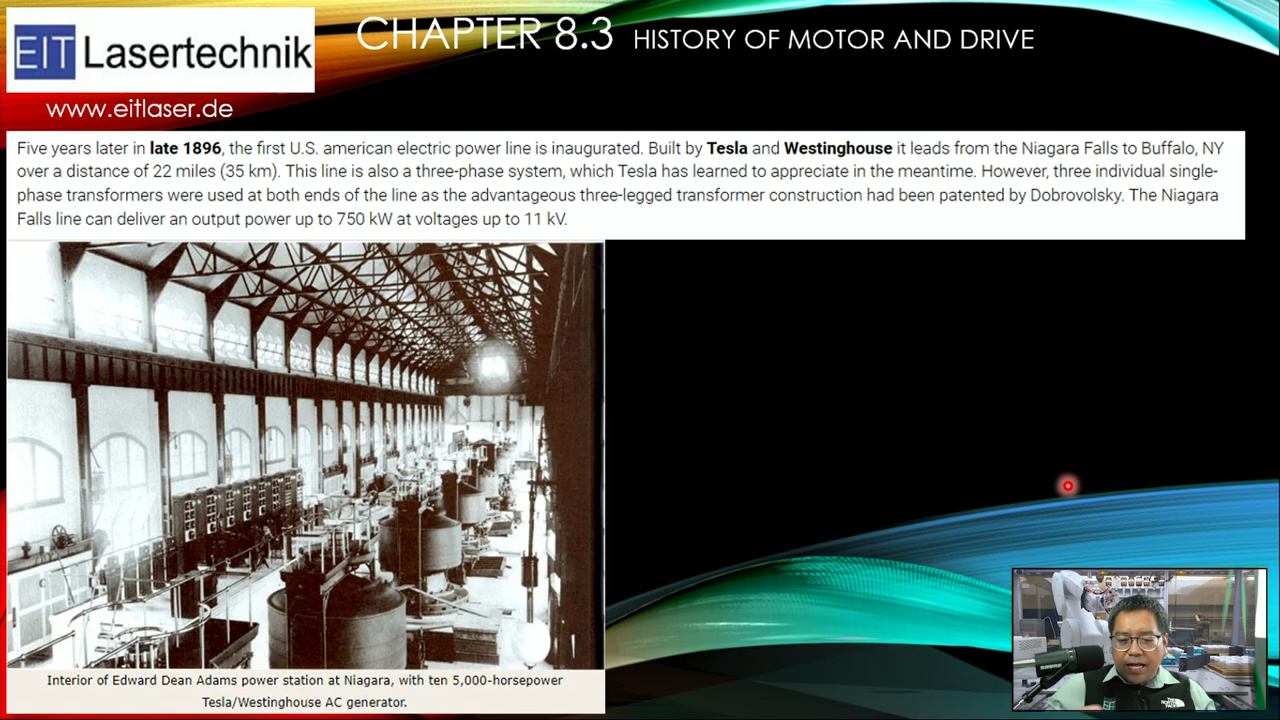 EIT Lasertechnik
CHAPTER 8.3 HISTORY OF MOTOR AND DRIVE
www.eitlaser.de
Five years later in late 1896, the first U.S. american electric power line is inaugurated. Built by Tesla and Westinghouse it leads from the Niagara Falls to Buffalo, NY
over a distance of 22 miles (35 km). This line is also a three-phase system, which Tesla has learned to appreciate in the meantime. However, three individual single-
phase transformers were used at both ends of the line as the advantageous three-legged transformer construction had been patented by Dobrovolsky. The Niagara
Falls line can deliver an output power up to 750 kW at voltages up to 11 kV.
Interior of Edward Dean Adams power station at Niagara, with ten 5,000-horsepower
Tesla/Westinghouse AC generator.
SHURE
EIT